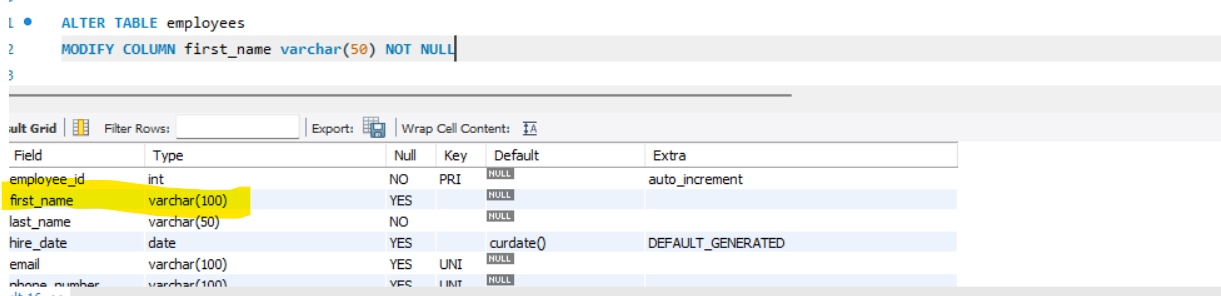 1 ALTER TABLE employees
2 MODIFY COLUMN first_name varchar(50) NOT NULL
3
Grid Filter Rows: Export: Wrap Cell Content: IA
Field Type Null Key Default Extra
employee_id int NO PRI NULL auto_increment
first_name varchar(100) YES NULL
last_name varchar(50) NO NULL
hire_date date YES curdate() DEFAULT_GENERATED
email varchar(100) YES UNI NULL
phone_number varchar(100) YES UNI NULL